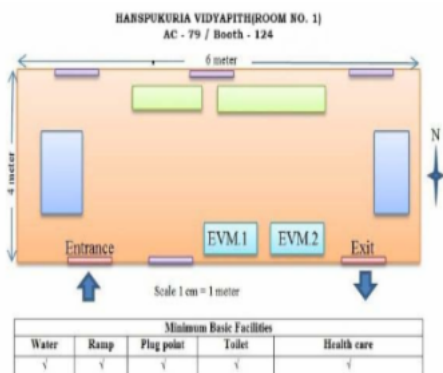 HANSPUKURIA VIDYAPITH(ROOM NO. 1)
AC - 79 / Booth - 124
6 meter
4 meter
N
EVM.1 EVM.2
Entrance Exit
Scale 1 cm = 1 meter
Minimum Basic Facilities
Water Ramp Plug point Toilet Health care
√ √ √ √ √